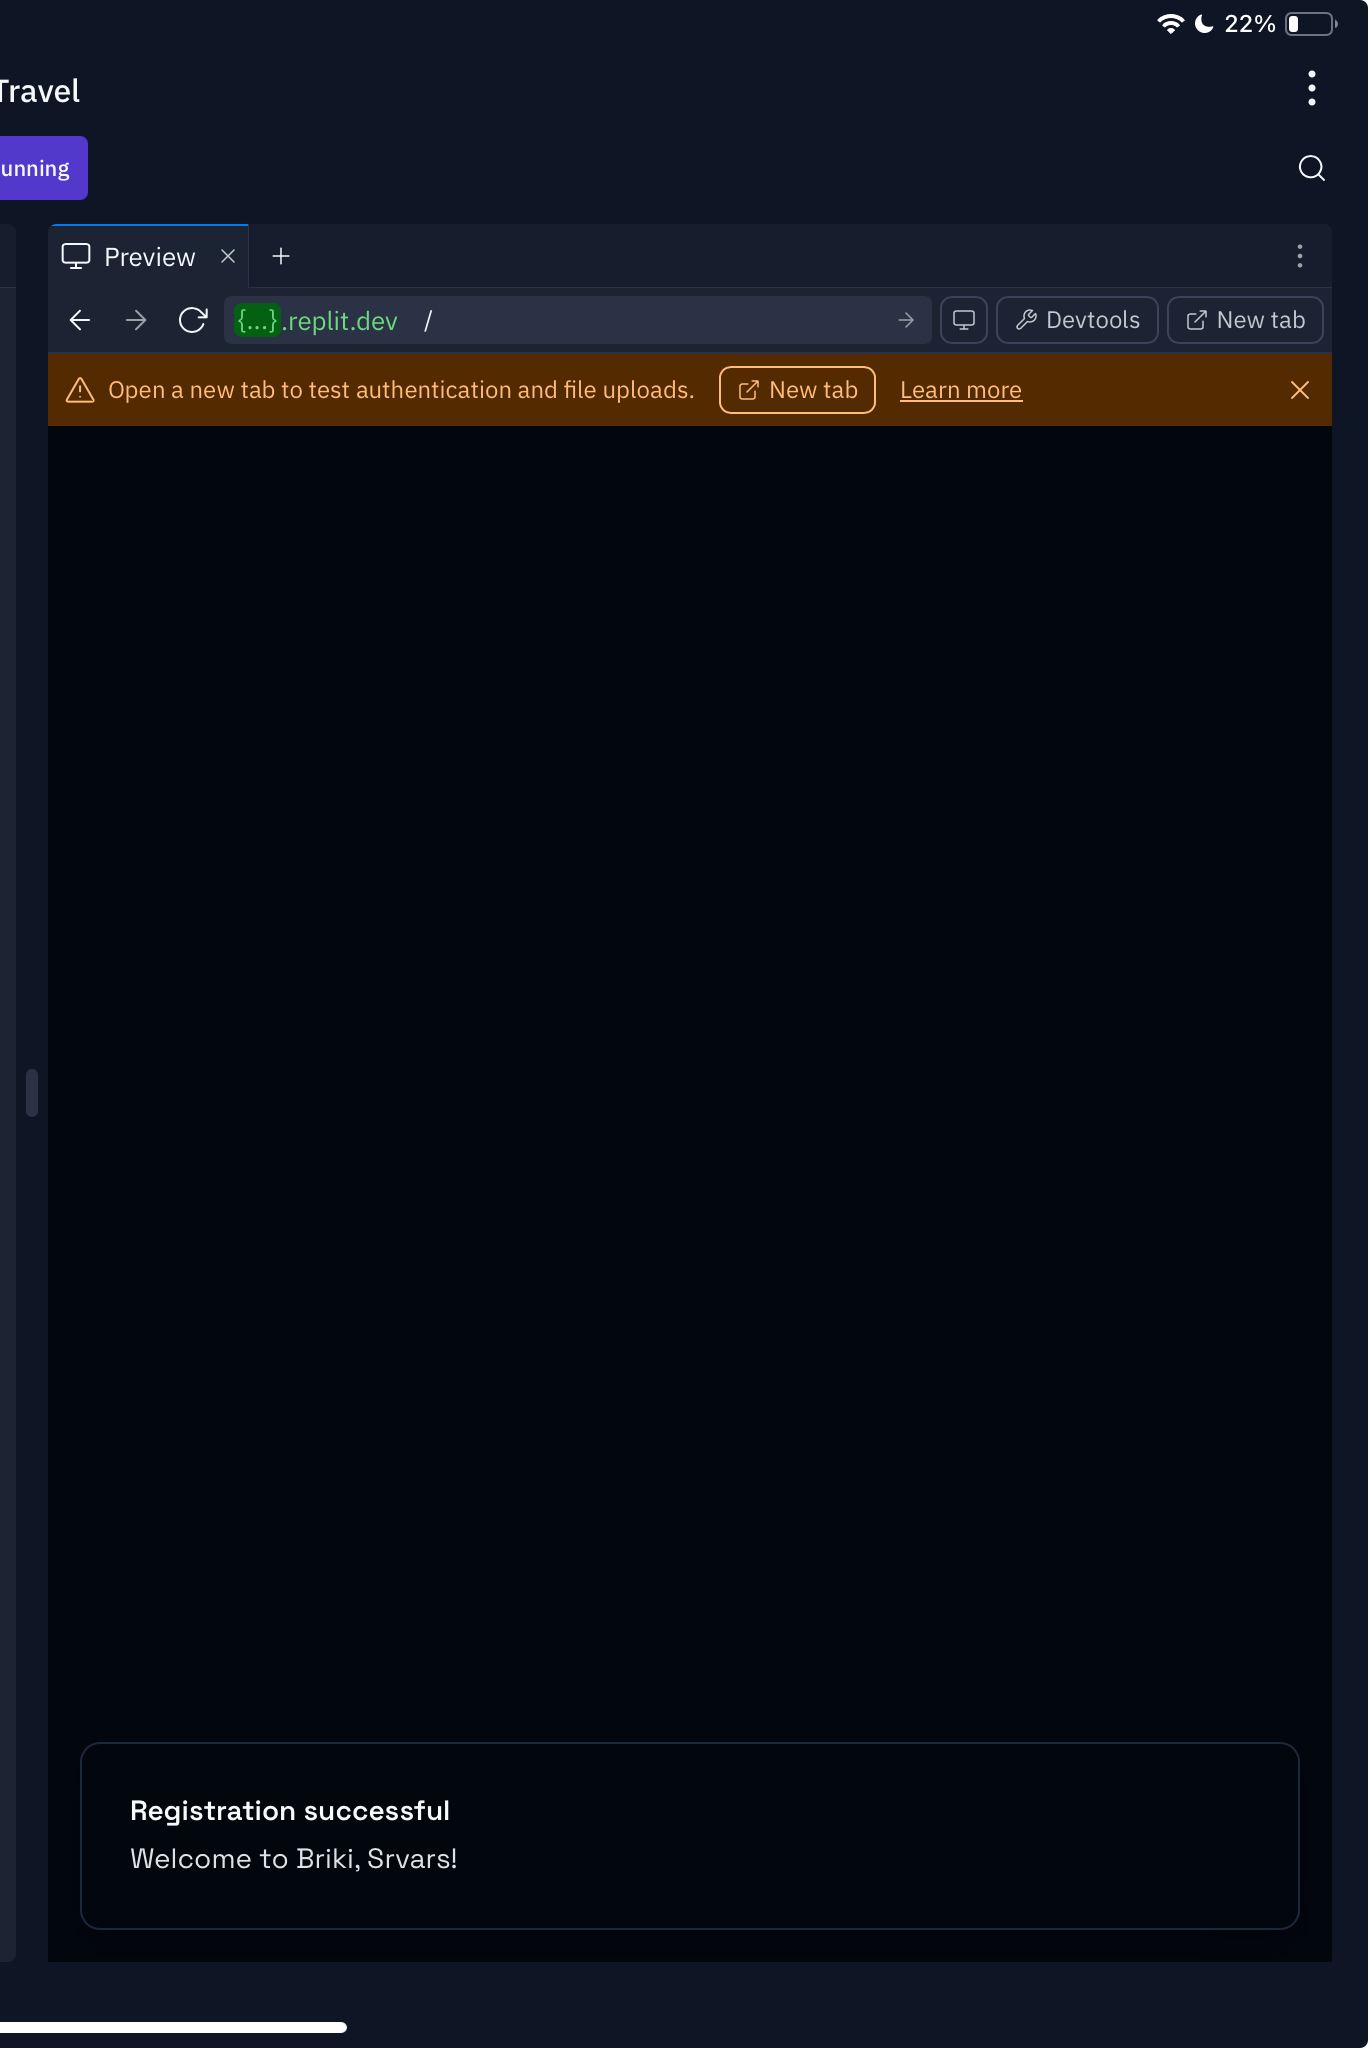 22%
Travel
unning
Preview
{...}.replit.dev /
Devtools
New tab
Open a new tab to test authentication and file uploads.
New tab
Learn more
Registration successful
Welcome to Briki, Srvars!